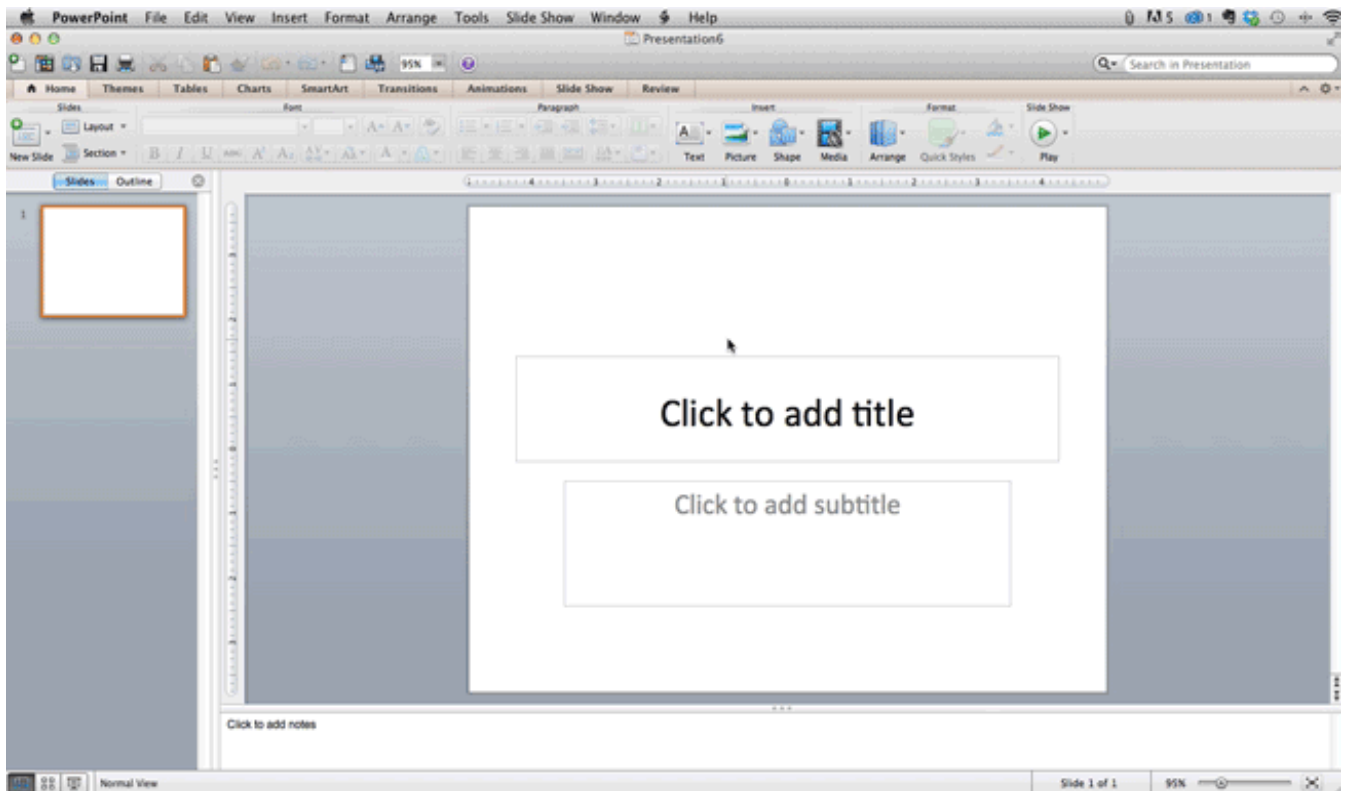 PowerPoint File Edit View Insert Format Arrange Tools Slide Show Window Help
Presentation6
95%
Search in Presentation
Home Themes Tables Charts SmartArt Transitions Animations Slide Show Review
Slides Font Paragraph Insert Format Slide Show
Layout
New Slide Section B I U ABC Text Picture Shape Media Arrange Quick Styles Play
Slides Outline
1
Click to add title
Click to add subtitle
Click to add notes
Normal View Slide 1 of 1 95%